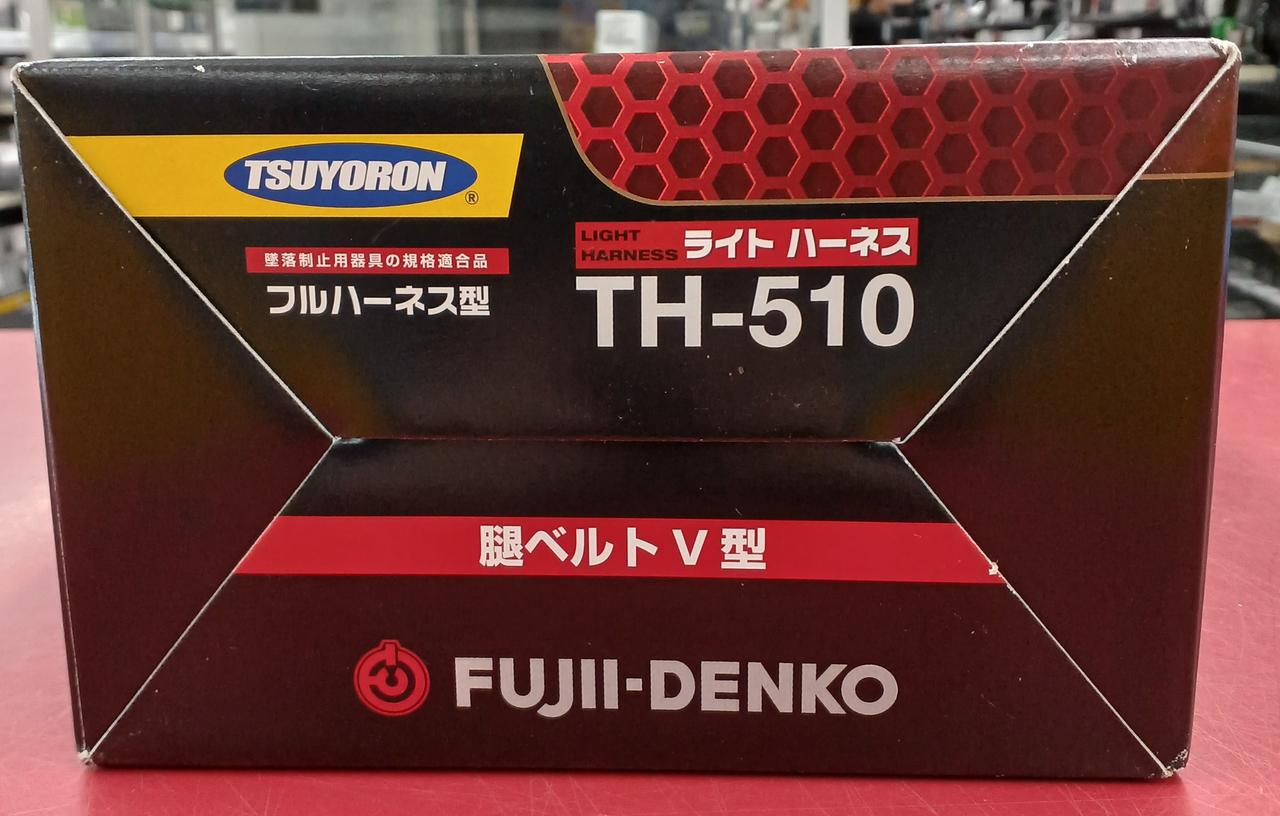 TSUYORON
®
墜落制止用器具の規格適合品
フルハーネス型
LIGHT
HARNESS
ライト ハーネス
TH-510
腿ベルト V 型
FUJII-DENKO